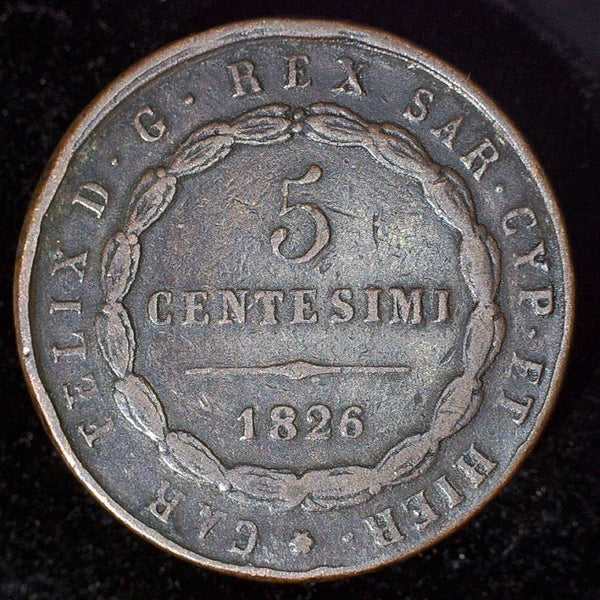 CAR · FELIX D · G · REX SAR · CYP · ET HIER ·
5
CENTESIMI
1826